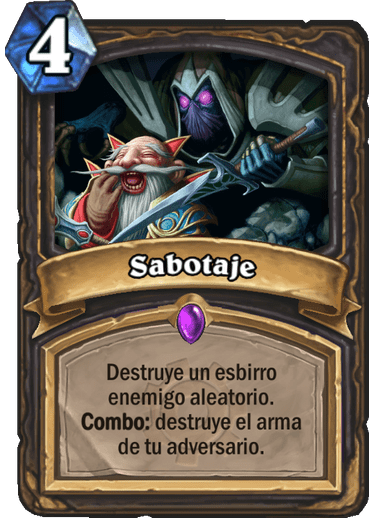 4
Sabotaje
Destruye un esbirro
enemigo aleatorio.
Combo: destruye el arma
de tu adversario.